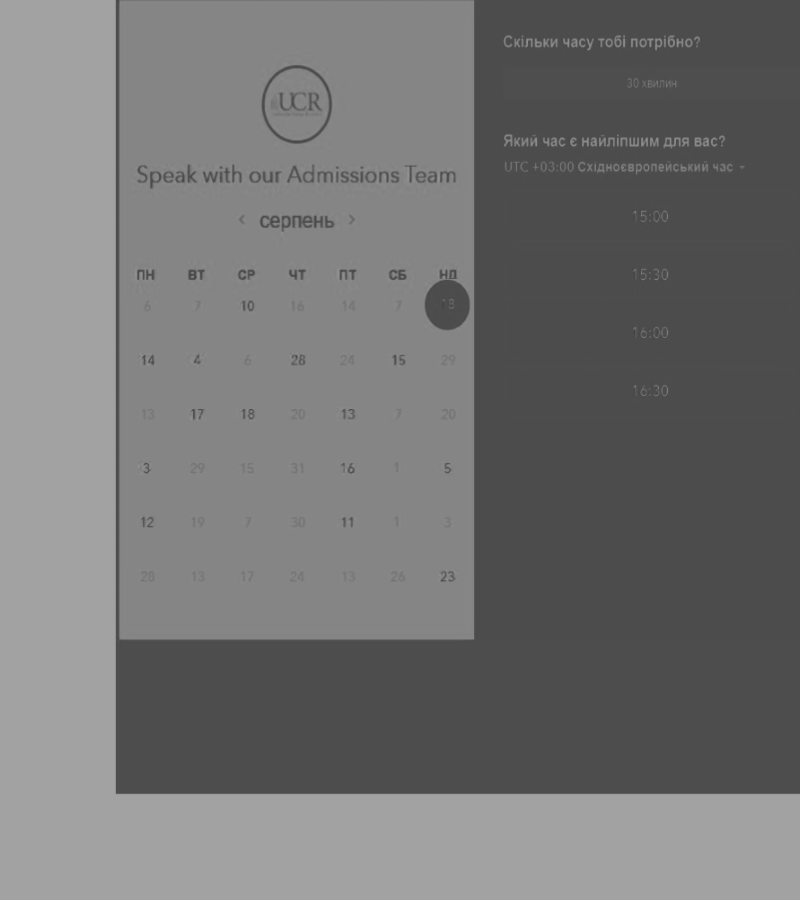 UCR
Speak with our Admissions Team
‹ серпень ›
ПН ВТ СР ЧТ ПТ СБ НД
6 7 10 16 14 7 18
14 4 6 28 24 15 29
13 17 18 20 13 7 20
3 29 15 31 16 1 5
12 19 7 30 11 1 3
28 13 17 24 13 26 23
Скільки часу тобі потрібно?
30 хвилин
Який час є найліпшим для вас?
UTC +03:00 Східноєвропейський час
15:00
15:30
16:00
16:30